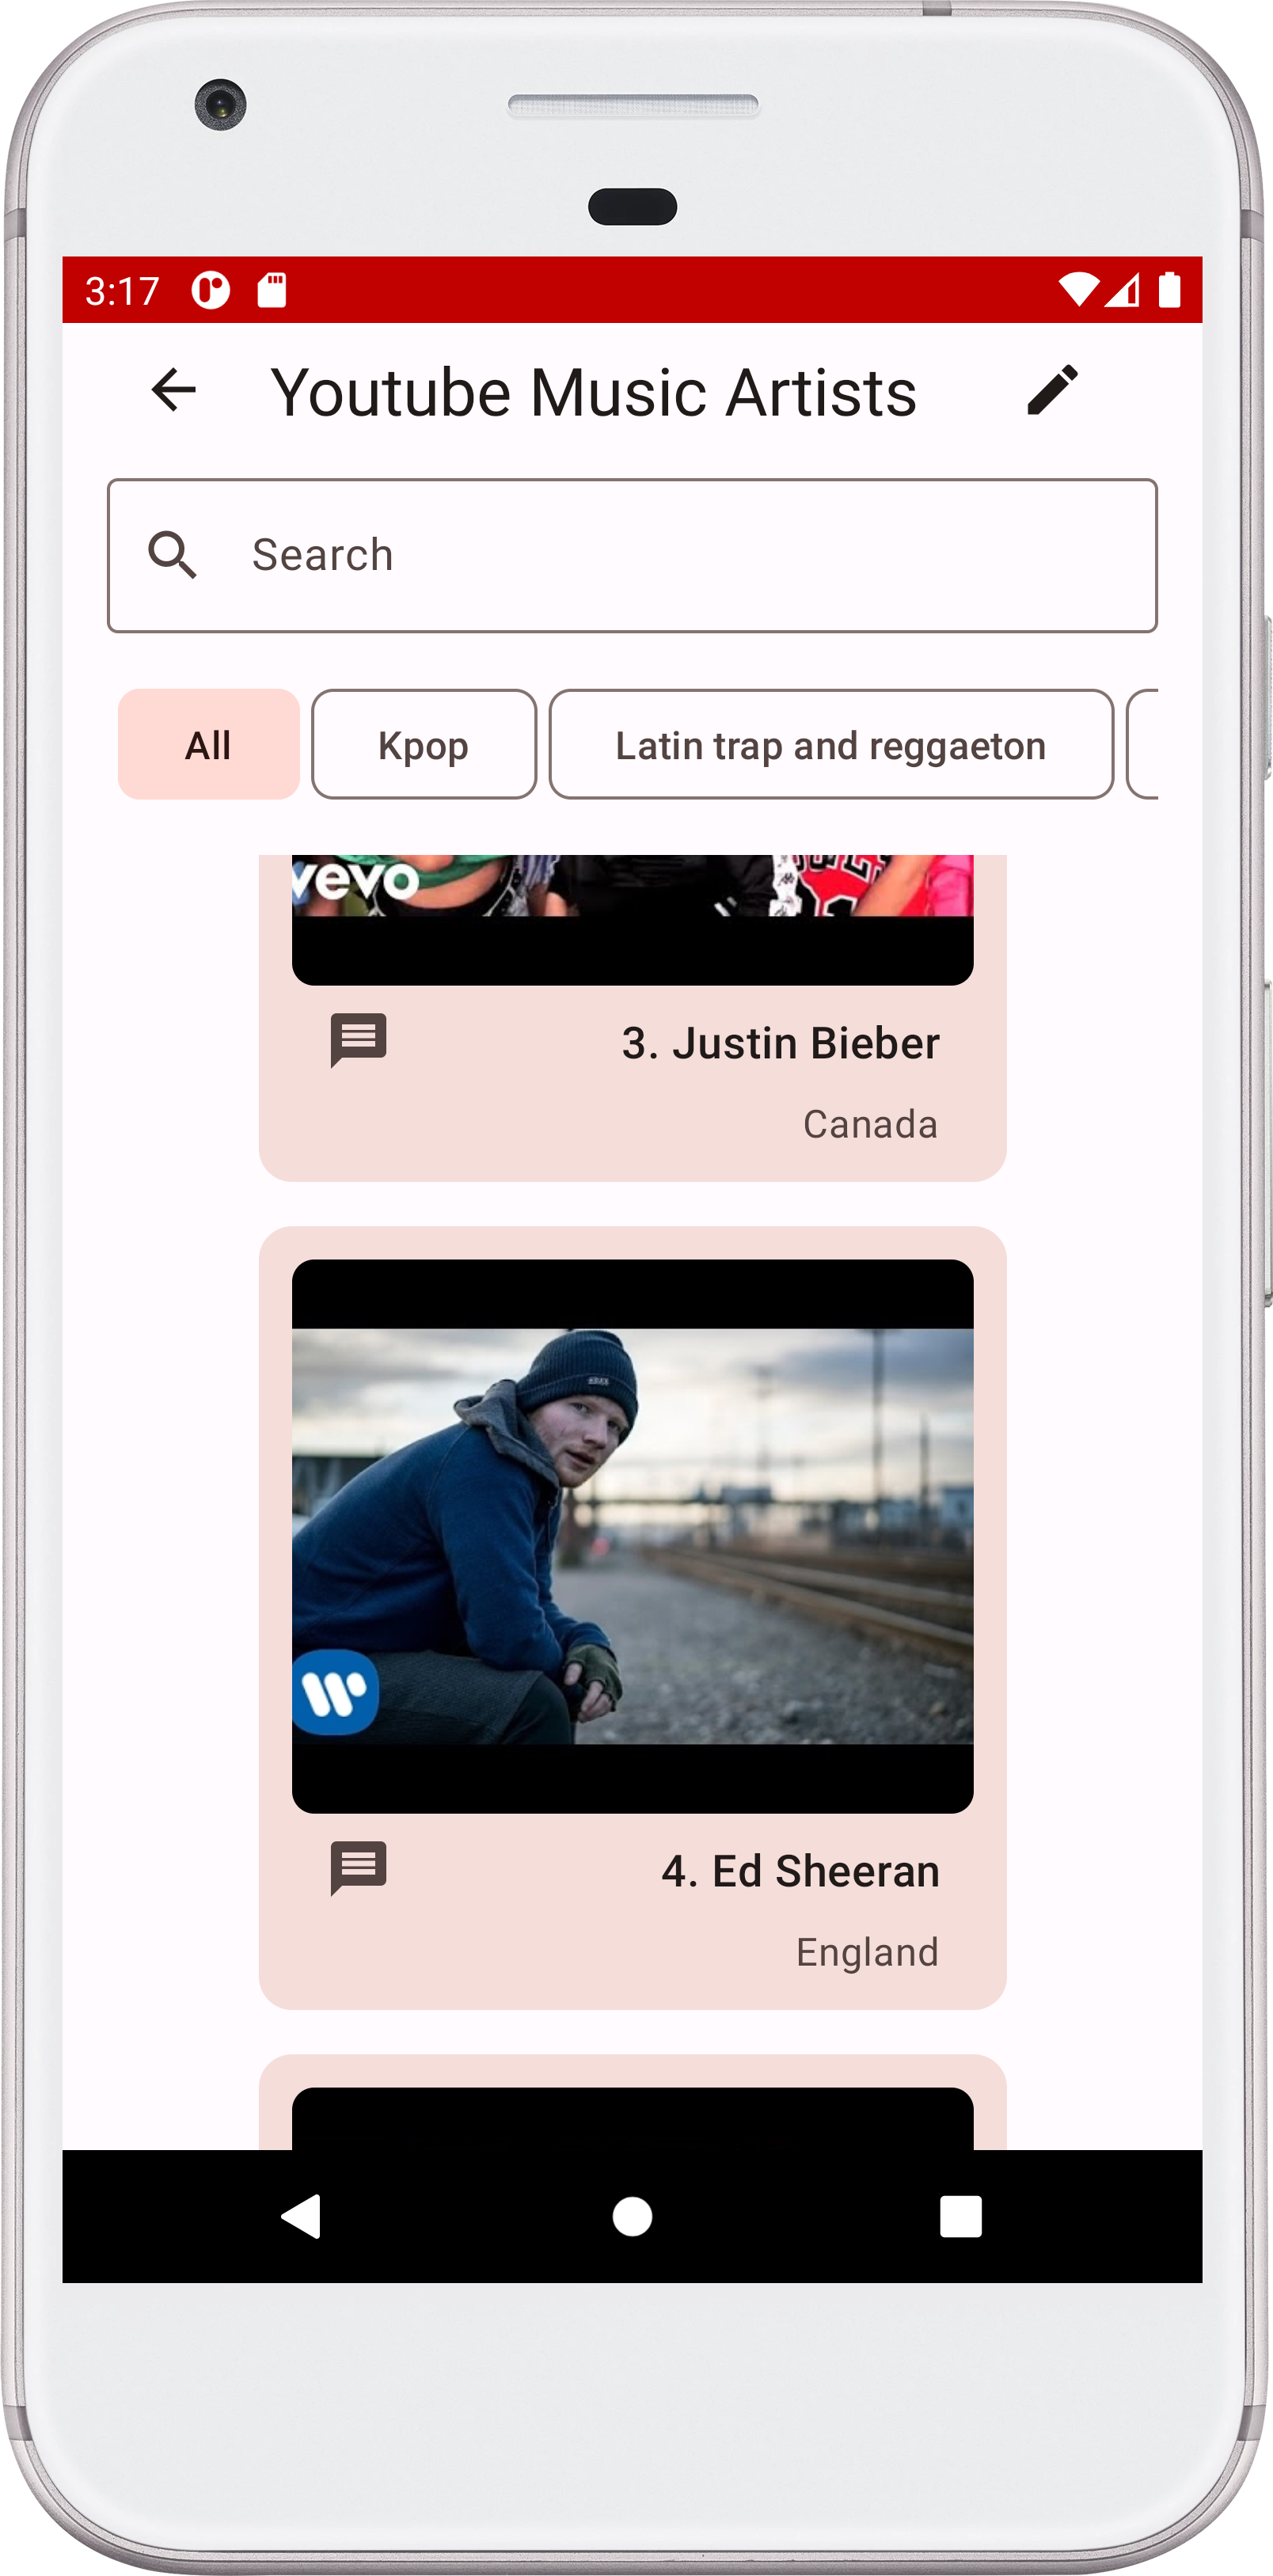 3:17
Youtube Music Artists
Search
All
Kpop
Latin trap and reggaeton
vevo
3. Justin Bieber
Canada
4. Ed Sheeran
England